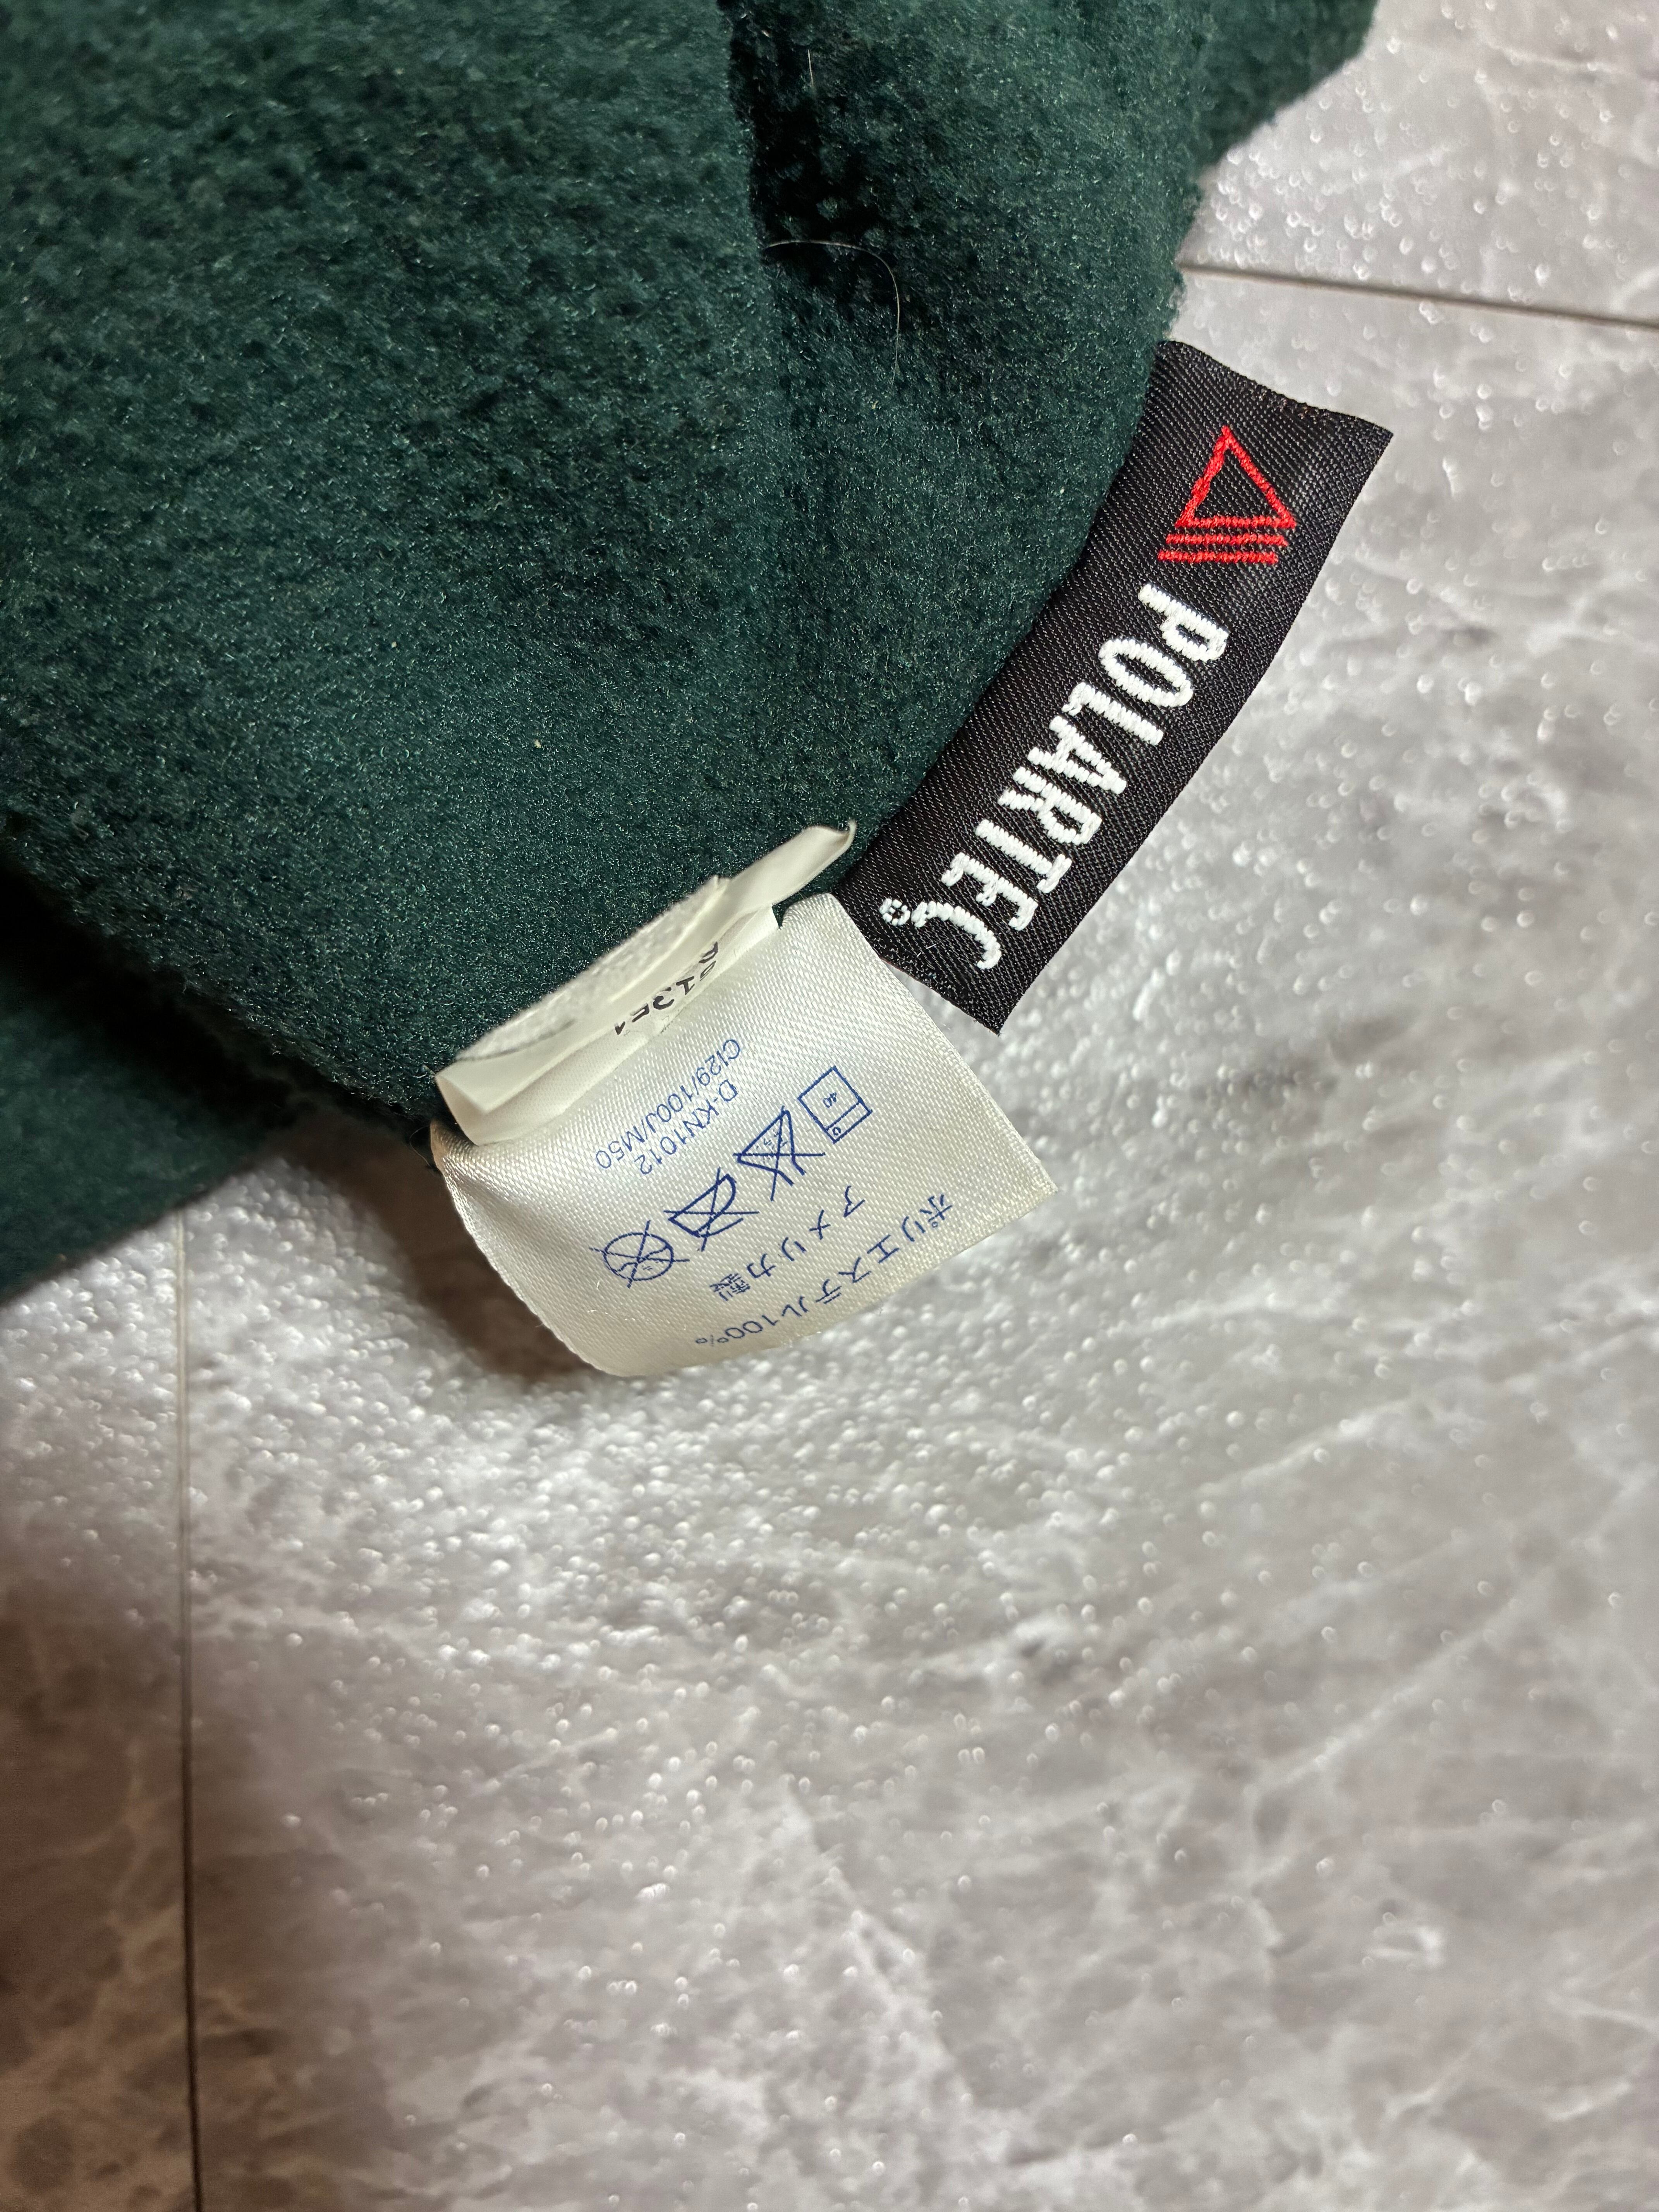 POLARTEC
®
ポリエステル100%
アメリカ製
40
D-KN1012
C129/100J/M50